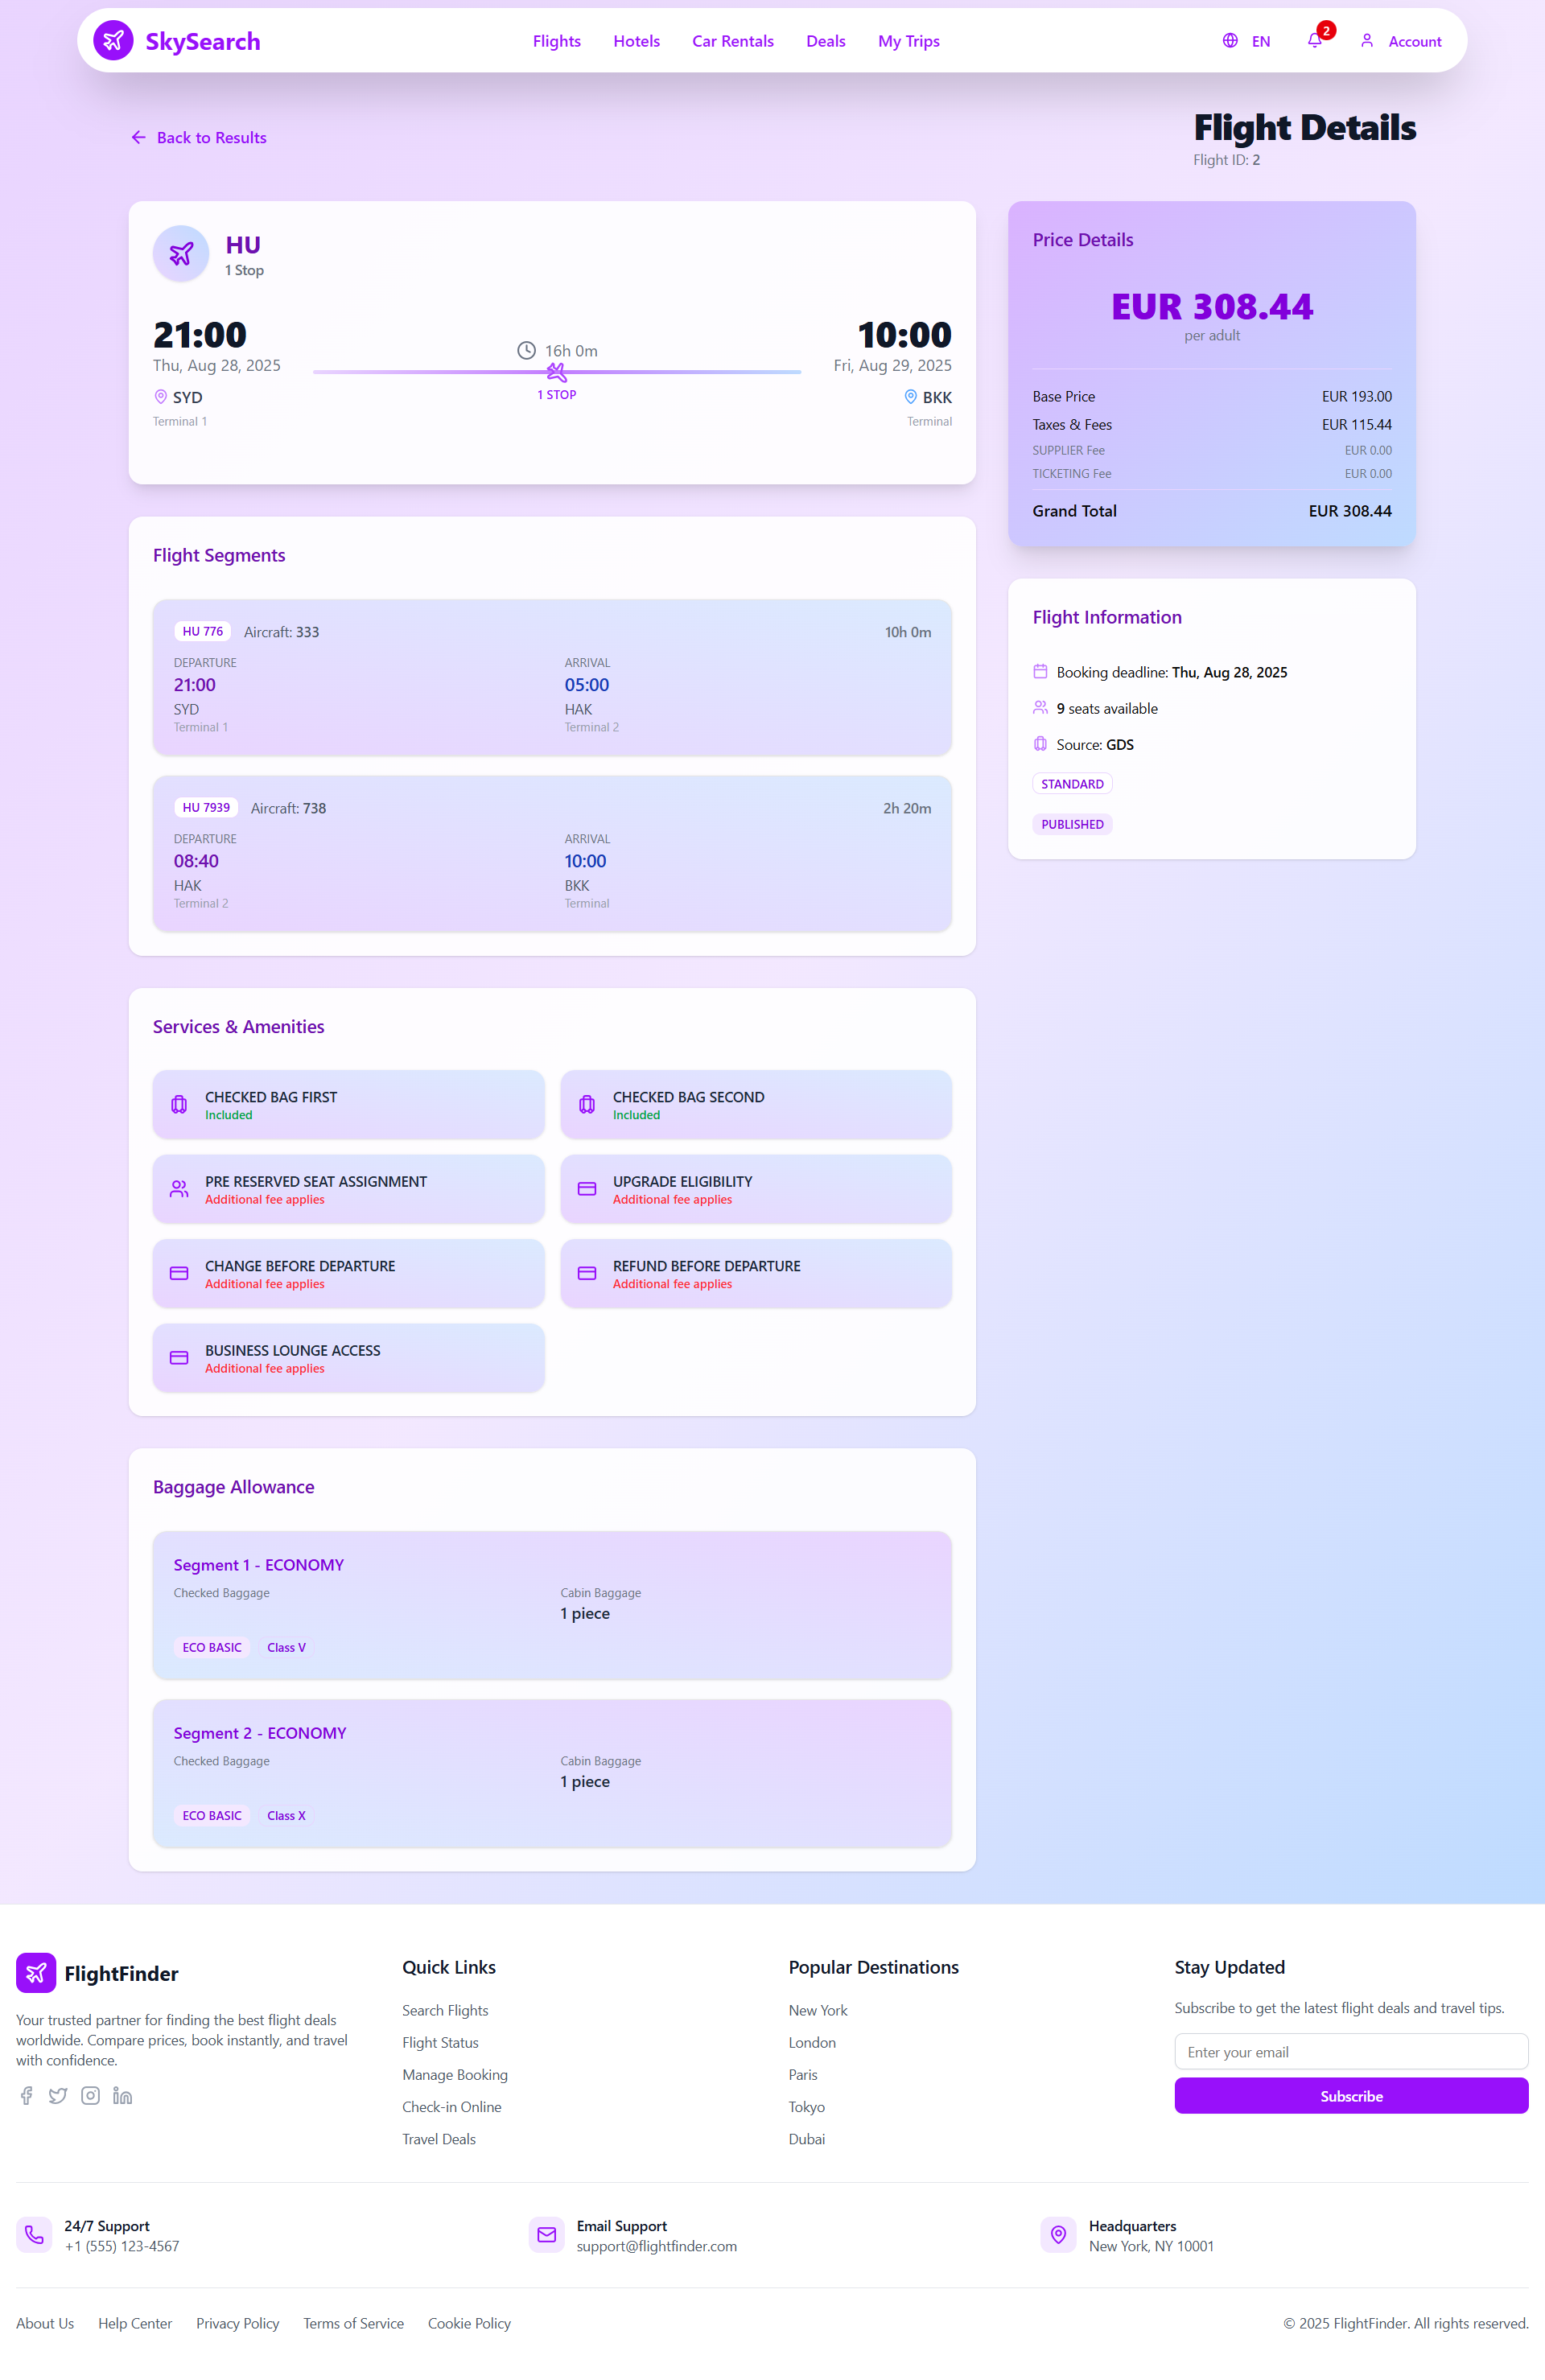 SkySearch
Flights
Hotels
Car Rentals
Deals
My Trips
EN
2
Account
Back to Results
Flight Details
Flight ID: 2
HU
1 Stop
21:00
Thu, Aug 28, 2025
SYD
Terminal 1
16h 0m
1 STOP
10:00
Fri, Aug 29, 2025
BKK
Terminal
Price Details
EUR 308.44
per adult
Base Price EUR 193.00
Taxes & Fees EUR 115.44
SUPPLIER Fee EUR 0.00
TICKETING Fee EUR 0.00
Grand Total EUR 308.44
Flight Segments
HU 776 Aircraft: 333 10h 0m
DEPARTURE
21:00
SYD
Terminal 1
ARRIVAL
05:00
HAK
Terminal 2
HU 7939 Aircraft: 738 2h 20m
DEPARTURE
08:40
HAK
Terminal 2
ARRIVAL
10:00
BKK
Terminal
Flight Information
Booking deadline: Thu, Aug 28, 2025
9 seats available
Source: GDS
STANDARD
PUBLISHED
Services & Amenities
CHECKED BAG FIRST
Included
CHECKED BAG SECOND
Included
PRE RESERVED SEAT ASSIGNMENT
Additional fee applies
UPGRADE ELIGIBILITY
Additional fee applies
CHANGE BEFORE DEPARTURE
Additional fee applies
REFUND BEFORE DEPARTURE
Additional fee applies
BUSINESS LOUNGE ACCESS
Additional fee applies
Baggage Allowance
Segment 1 - ECONOMY
Checked Baggage
Cabin Baggage
1 piece
ECO BASIC Class V
Segment 2 - ECONOMY
Checked Baggage
Cabin Baggage
1 piece
ECO BASIC Class X
FlightFinder
Your trusted partner for finding the best flight deals
worldwide. Compare prices, book instantly, and travel
with confidence.
Quick Links
Search Flights
Flight Status
Manage Booking
Check-in Online
Travel Deals
Popular Destinations
New York
London
Paris
Tokyo
Dubai
Stay Updated
Subscribe to get the latest flight deals and travel tips.
Enter your email
Subscribe
24/7 Support
+1 (555) 123-4567
Email Support
support@flightfinder.com
Headquarters
New York, NY 10001
About Us
Help Center
Privacy Policy
Terms of Service
Cookie Policy
© 2025 FlightFinder. All rights reserved.